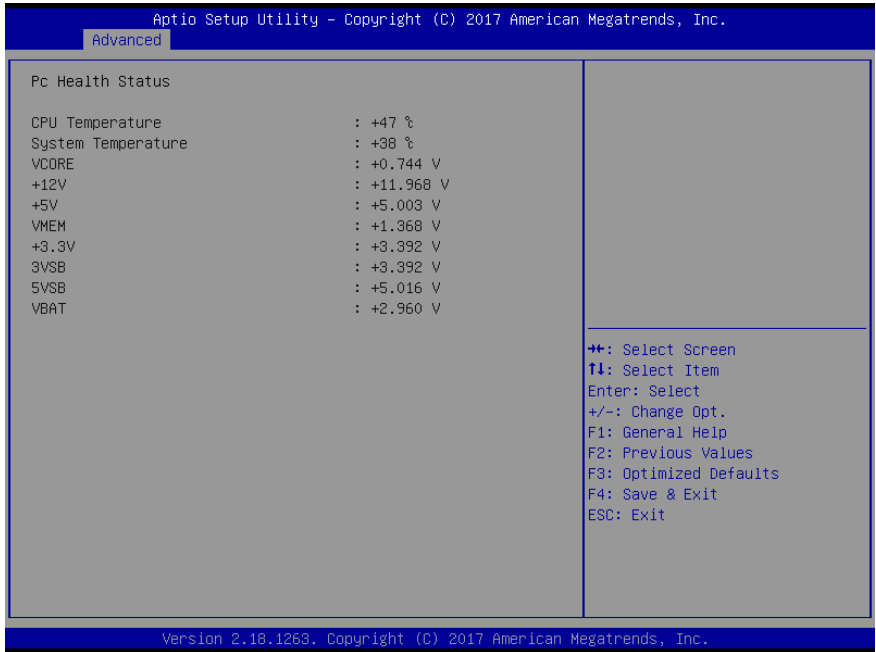 Aptio Setup Utility – Copyright (C) 2017 American Megatrends, Inc.
Advanced
Pc Health Status
CPU Temperature : +47 ℃
System Temperature : +38 ℃
VCORE : +0.744 V
+12V : +11.968 V
+5V : +5.003 V
VMEM : +1.368 V
+3.3V : +3.392 V
3VSB : +3.392 V
5VSB : +5.016 V
VBAT : +2.960 V
→←: Select Screen
↑↓: Select Item
Enter: Select
+/-: Change Opt.
F1: General Help
F2: Previous Values
F3: Optimized Defaults
F4: Save & Exit
ESC: Exit
Version 2.18.1263. Copyright (C) 2017 American Megatrends, Inc.